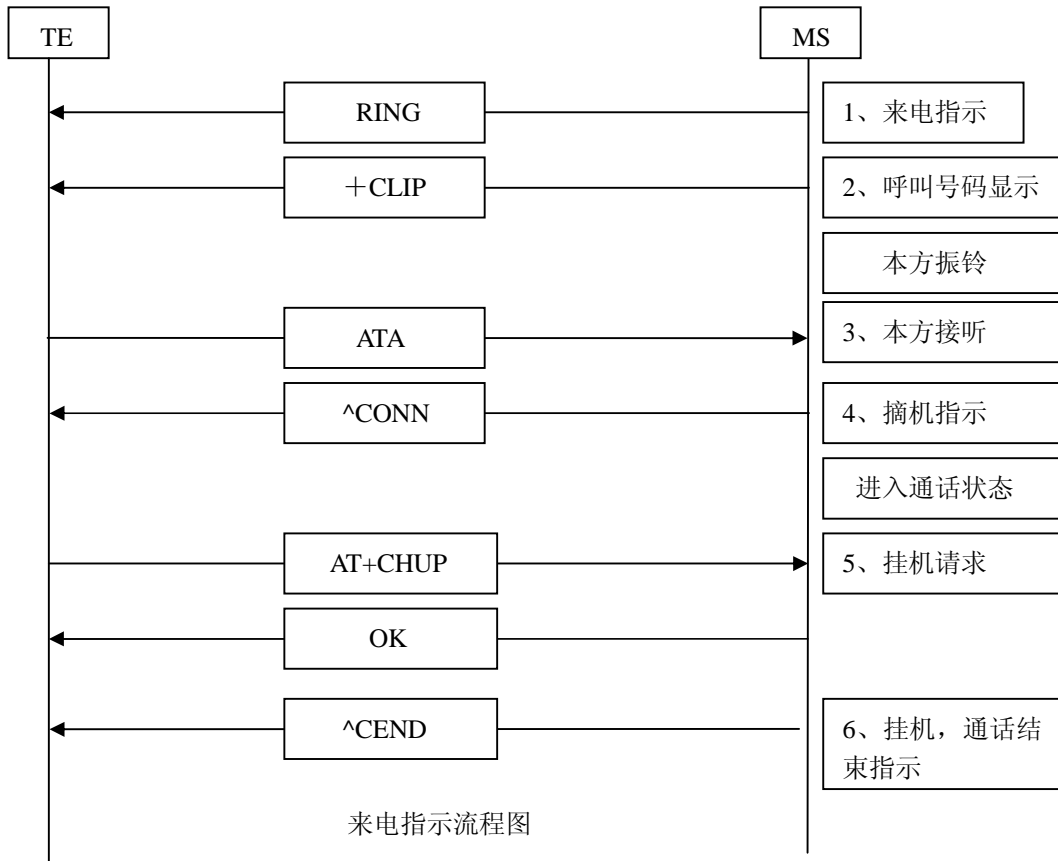 TE
MS
RING
1、来电指示
＋CLIP
2、呼叫号码显示
本方振铃
ATA
3、本方接听
^CONN
4、摘机指示
进入通话状态
AT+CHUP
5、挂机请求
OK
^CEND
6、挂机，通话结
束指示
来电指示流程图